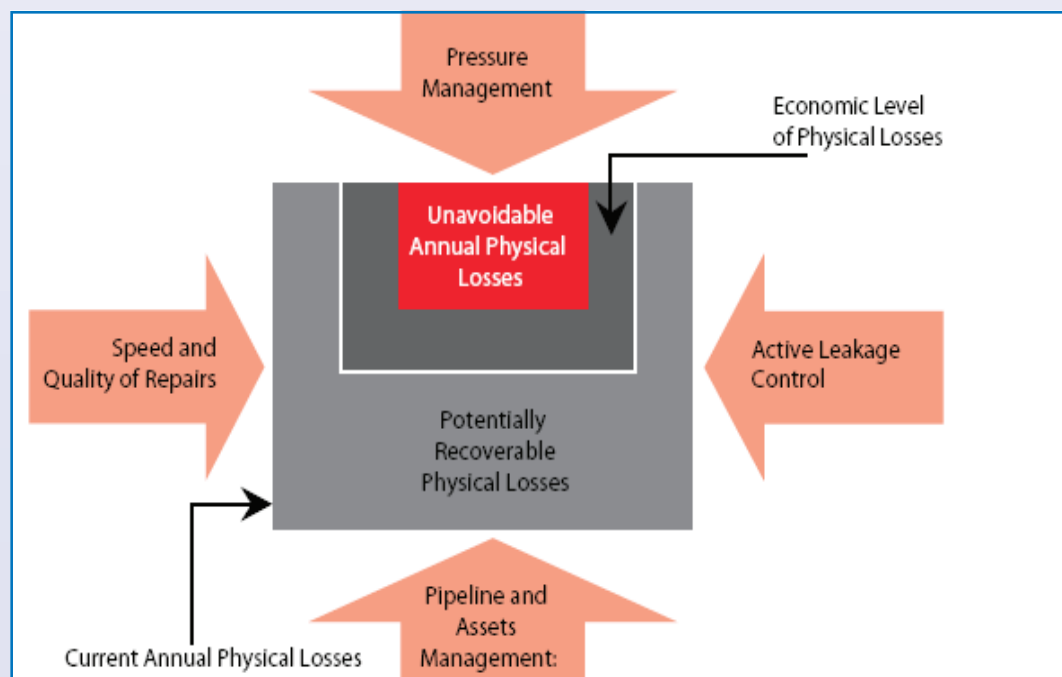 Pressure
Management
Economic Level
of Physical Losses
Unavoidable
Annual Physical
Losses
Speed and
Quality of Repairs
Active Leakage
Control
Potentially
Recoverable
Physical Losses
Pipeline and
Assets
Management:
Current Annual Physical Losses